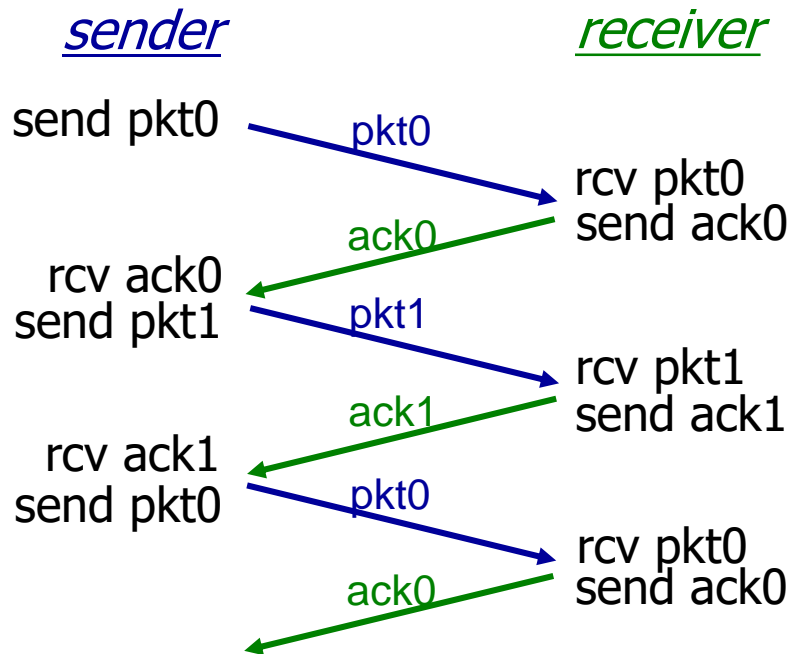 sender
receiver
send pkt0
pkt0
rcv pkt0
send ack0
ack0
rcv ack0
send pkt1
pkt1
rcv pkt1
send ack1
ack1
rcv ack1
send pkt0
pkt0
rcv pkt0
send ack0
ack0